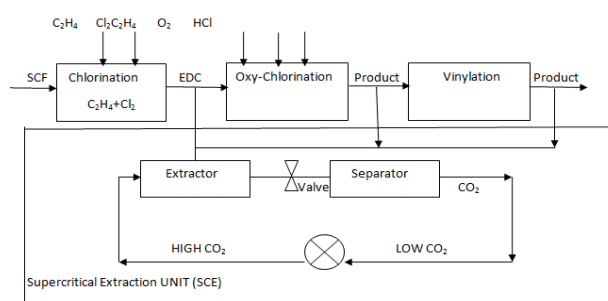 C₂H₄ Cl₂C₂H₄ O₂ HCl
SCF Chlorination EDC Oxy-Chlorination Product Vinylation Product
C₂H₄+Cl₂
Extractor Valve Separator CO₂
HIGH CO₂ LOW CO₂
Supercritical Extraction UNIT (SCE)